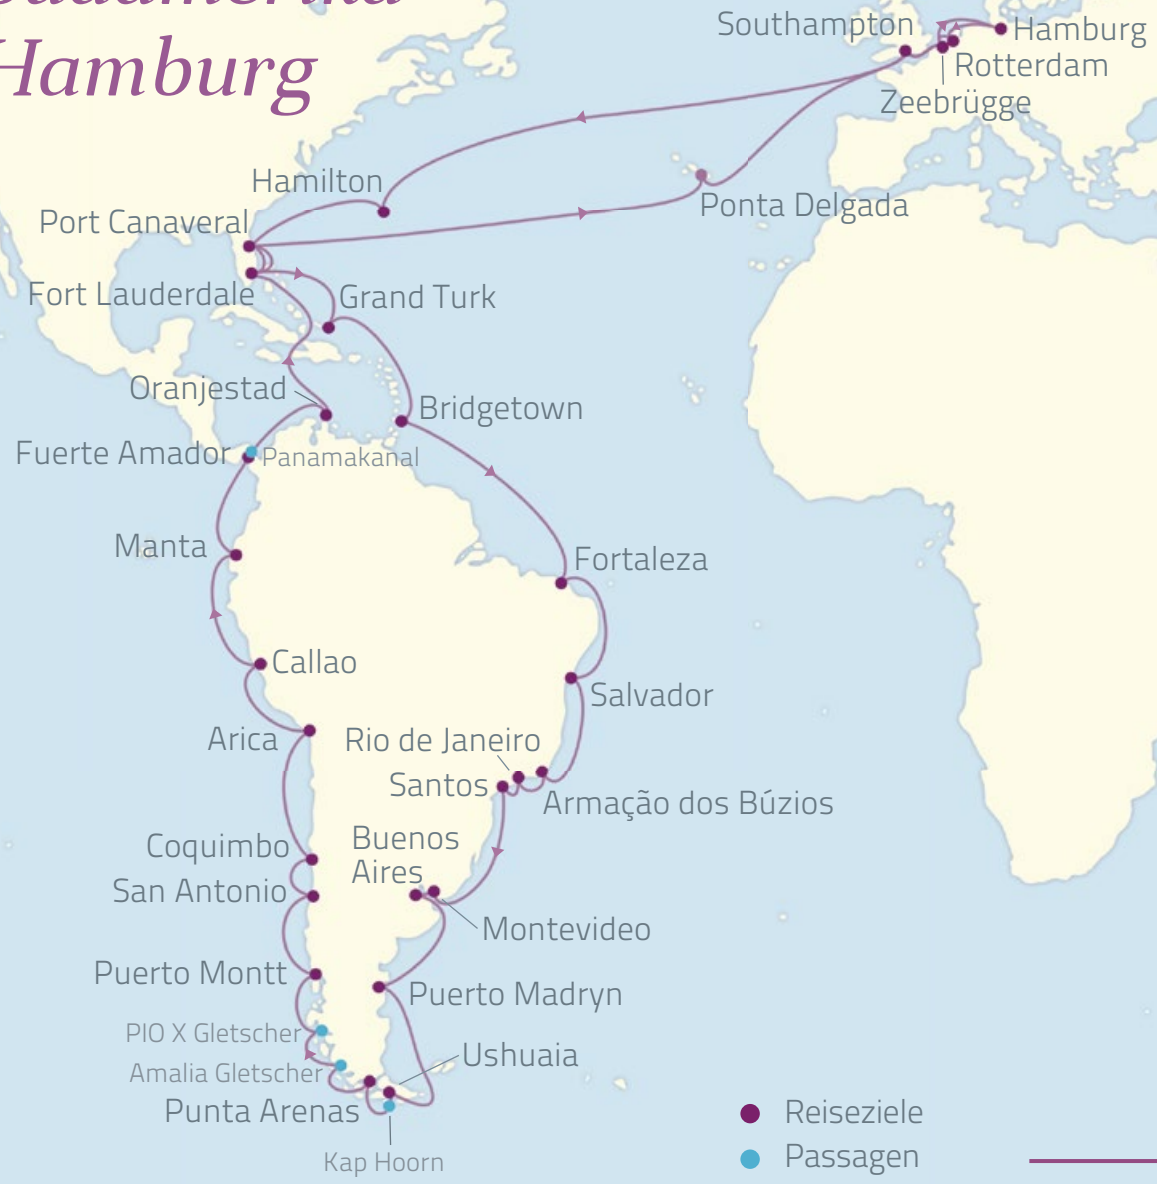 Hamburg
Southampton
Hamburg
Rotterdam
Zeebrügge
Hamilton
Ponta Delgada
Port Canaveral
Fort Lauderdale
Grand Turk
Oranjestad
Bridgetown
Fuerte Amador
Panamakanal
Manta
Fortaleza
Callao
Salvador
Arica
Rio de Janeiro
Santos
Armação dos Búzios
Coquimbo
Buenos
Aires
San Antonio
Montevideo
Puerto Montt
Puerto Madryn
PIO X Gletscher
Ushuaia
Amalia Gletscher
Punta Arenas
Kap Hoorn
Reiseziele
Passagen